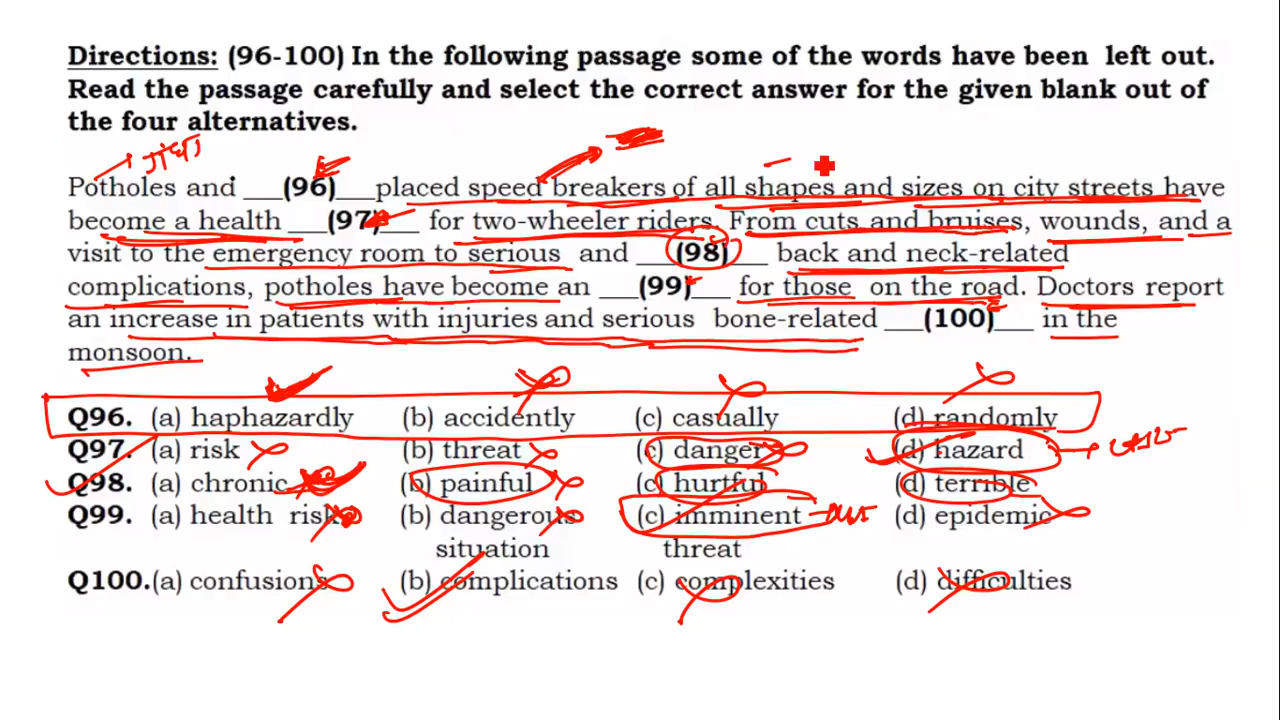 Directions: (96-100) In the following passage some of the words have been left out.
Read the passage carefully and select the correct answer for the given blank out of
the four alternatives.
Potholes and ___(96)___placed speed breakers of all shapes and sizes on city streets have
become a health ___(97)___ for two-wheeler riders. From cuts and bruises, wounds, and a
visit to the emergency room to serious and ___(98)___ back and neck-related
complications, potholes have become an ___(99)___ for those on the road. Doctors report
an increase in patients with injuries and serious bone-related ___(100)___ in the
monsoon.
Q96. (a) haphazardly (b) accidently (c) casually (d) randomly
Q97. (a) risk (b) threat (c) danger (d) hazard
Q98. (a) chronic (b) painful (c) hurtful (d) terrible
Q99. (a) health risk (b) dangerous (c) imminent (d) epidemic
situation threat
Q100.(a) confusions (b) complications (c) complexities (d) difficulties